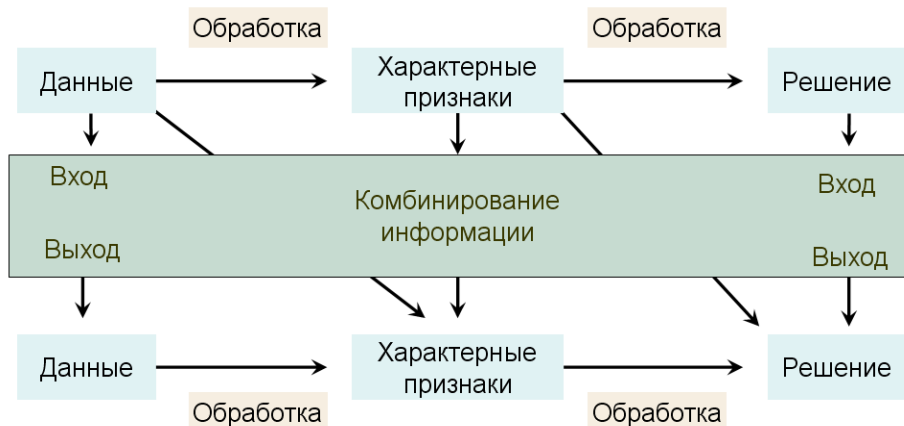 Обработка
Обработка
Данные
Характерные
признаки
Решение
Вход
Вход
Комбинирование
информации
Выход
Выход
Данные
Характерные
признаки
Решение
Обработка
Обработка